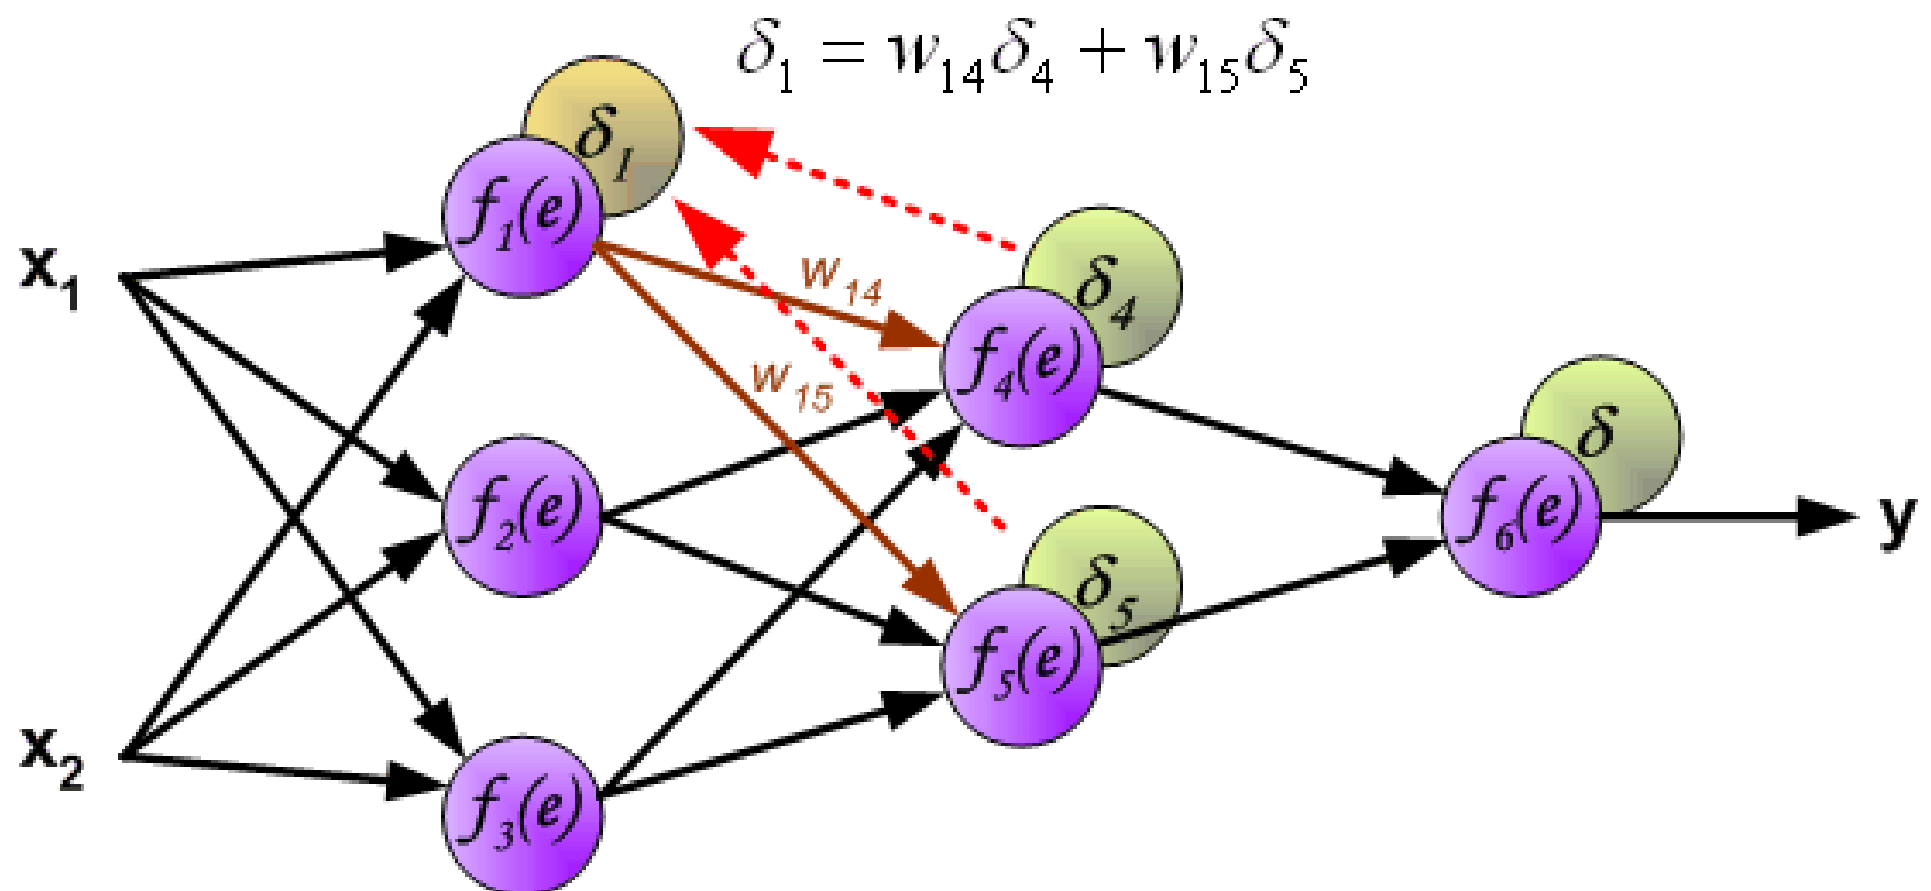 δ₁ = w₁₄δ₄ + w₁₅δ₅
δ₁
f₁(e)
x₁
w₁₄
δ₄
f₄(e)
w₁₅
δ
f₂(e)
f₆(e)
y
δ₅
f₅(e)
x₂
f₃(e)